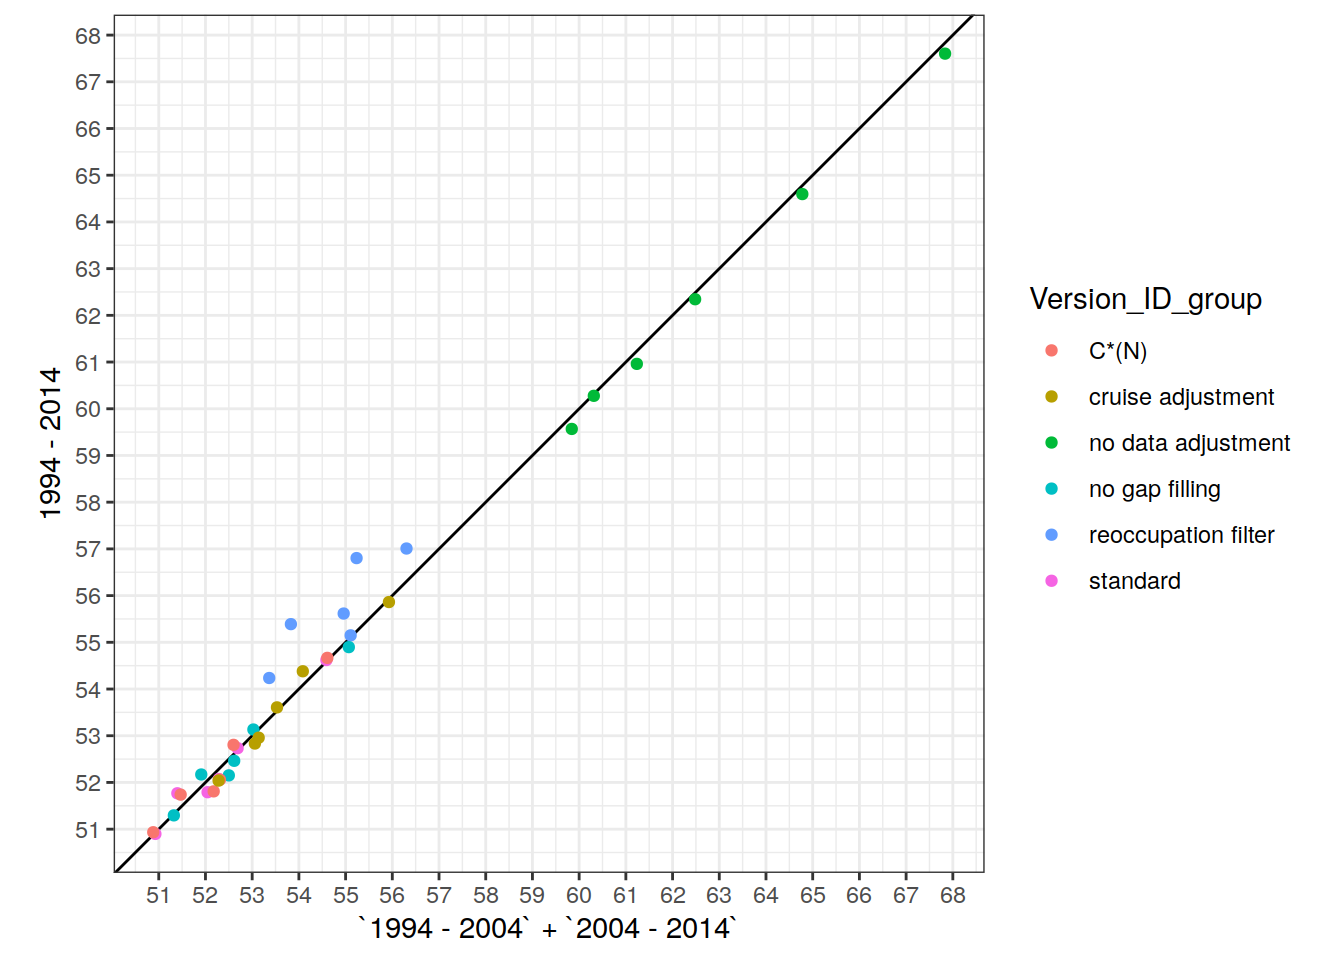 68
67
66
65
64
63
62
61
60
59
58
57
56
55
54
53
52
51
1994 - 2014
51 52 53 54 55 56 57 58 59 60 61 62 63 64 65 66 67 68
`1994 - 2004` + `2004 - 2014`
Version_ID_group
C*(N)
cruise adjustment
no data adjustment
no gap filling
reoccupation filter
standard